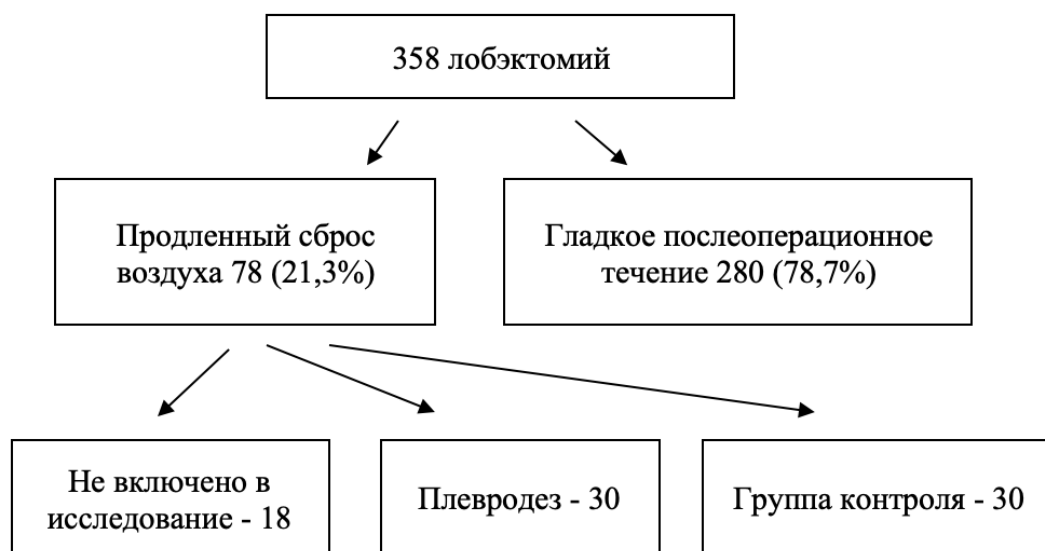 358 лобэктомий
Продленный сброс
воздуха 78 (21,3%)
Гладкое послеоперационное
течение 280 (78,7%)
Не включено в
исследование - 18
Плевродез - 30
Группа контроля - 30